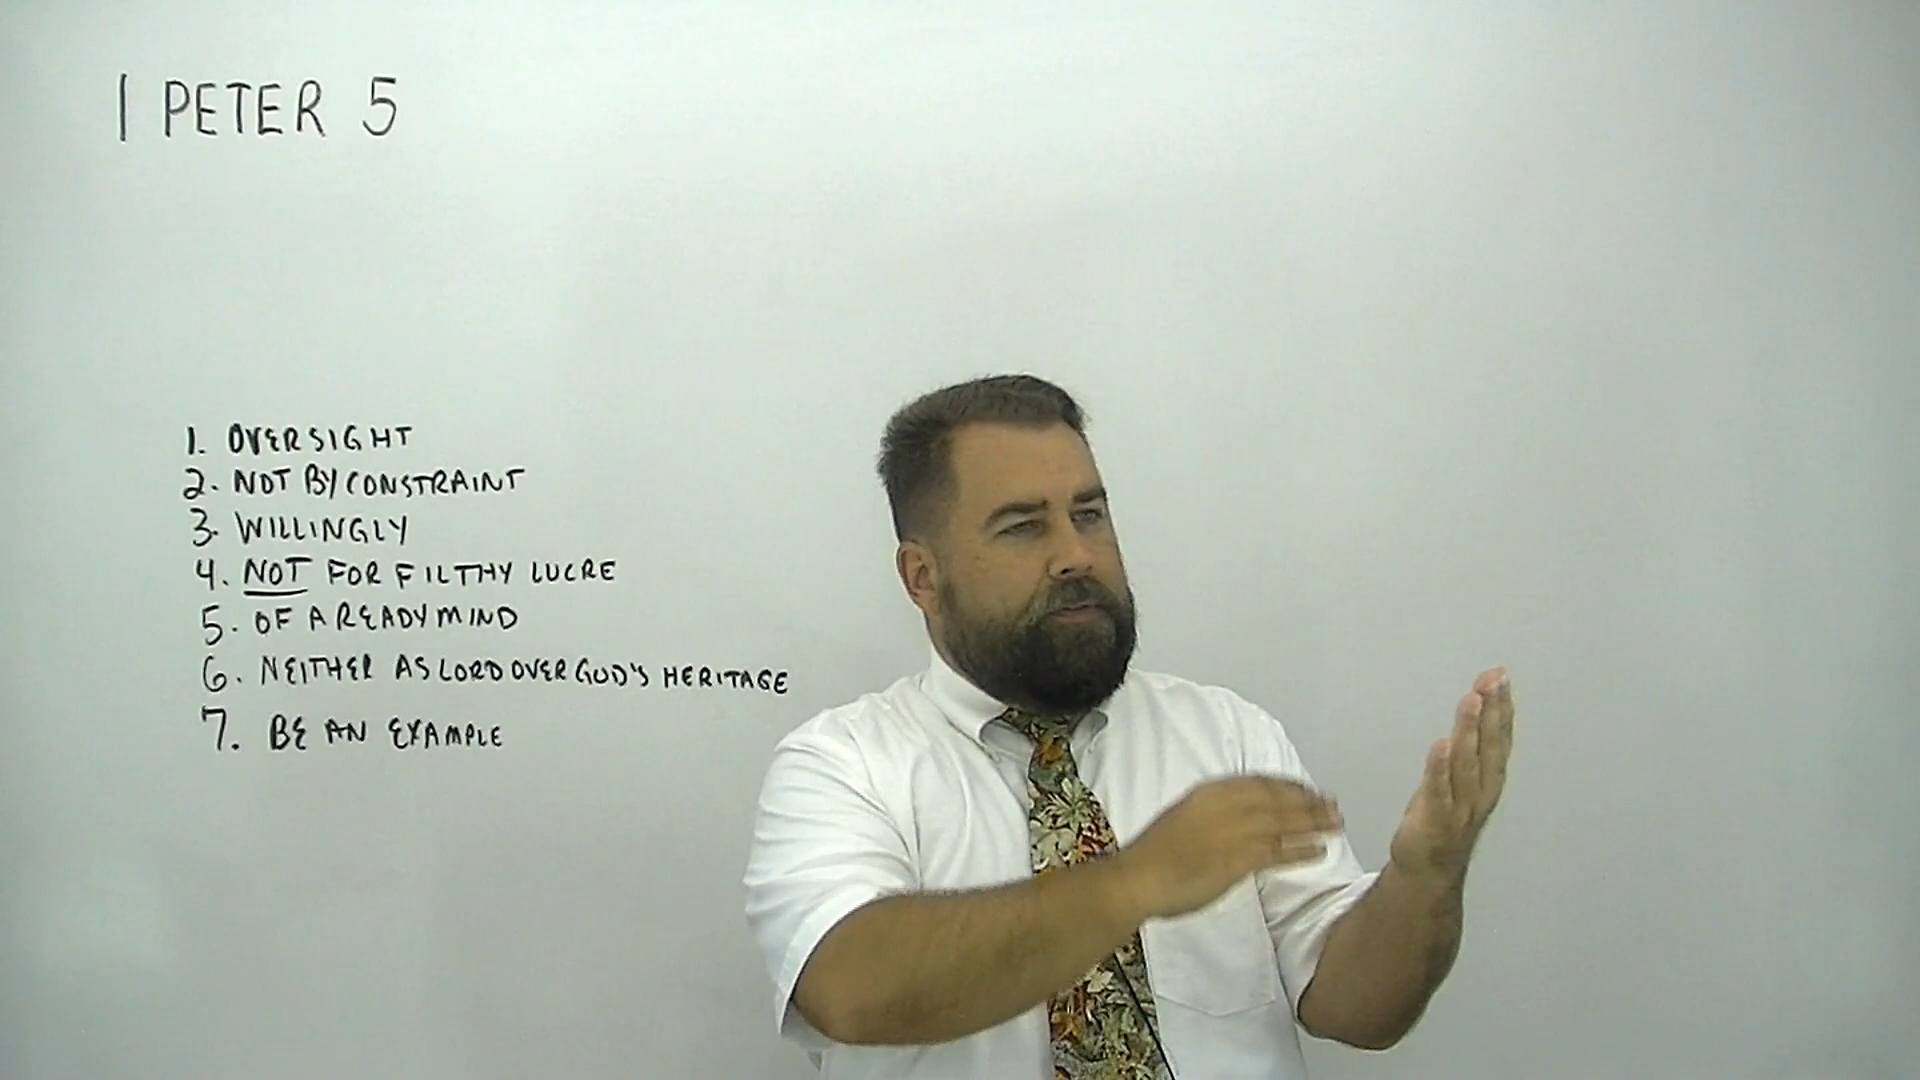 1 PETER 5
1. OVERSIGHT
2. NOT BY CONSTRAINT
3. WILLINGLY
4. NOT FOR FILTHY LUCRE
5. OF A READY MIND
6. NEITHER AS LORD OVER GOD'S HERITAGE
7. BE AN EXAMPLE